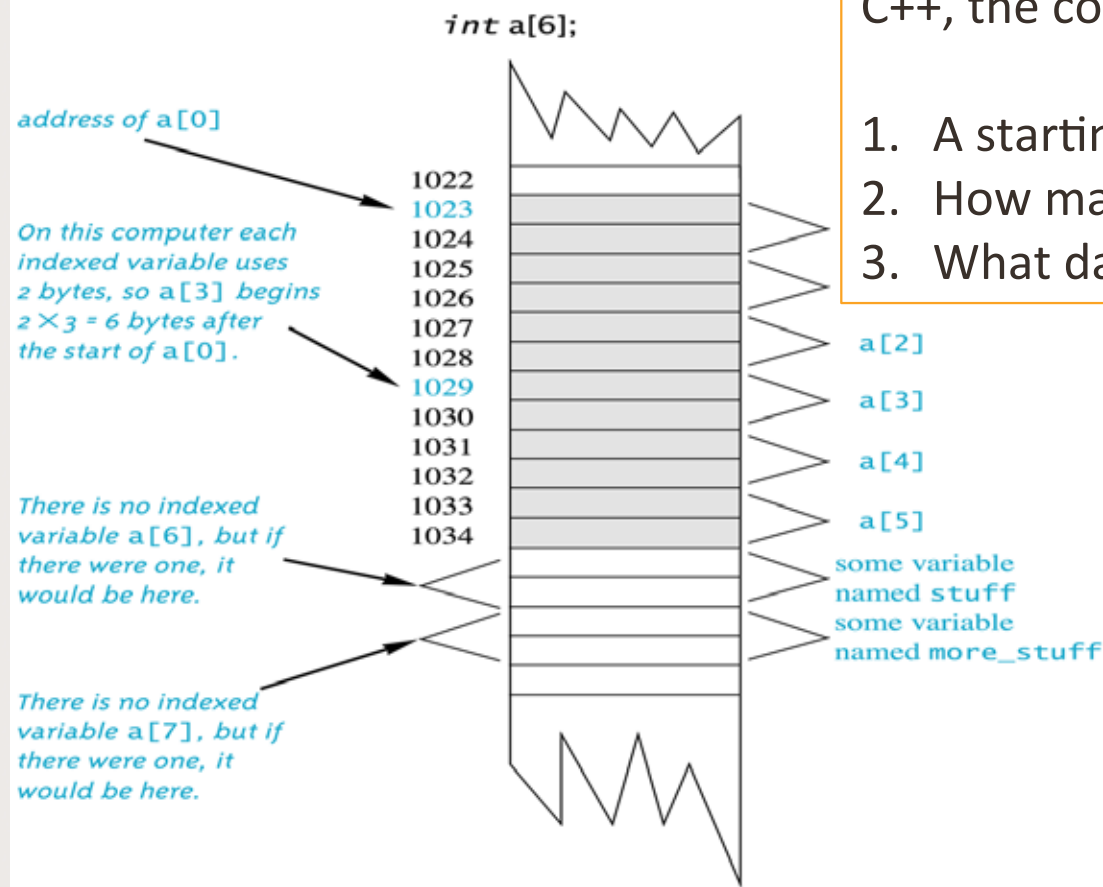 int a[6];
C++, the co
1. A startin
2. How ma
3. What da
address of a[0]
On this computer each
indexed variable uses
2 bytes, so a[3] begins
2 ×3 = 6 bytes after
the start of a[0].
There is no indexed
variable a[6], but if
there were one, it
would be here.
There is no indexed
variable a[7], but if
there were one, it
would be here.
1022
1023
1024
1025
1026
1027
1028
1029
1030
1031
1032
1033
1034
a[2]
a[3]
a[4]
a[5]
some variable
named stuff
some variable
named more_stuff